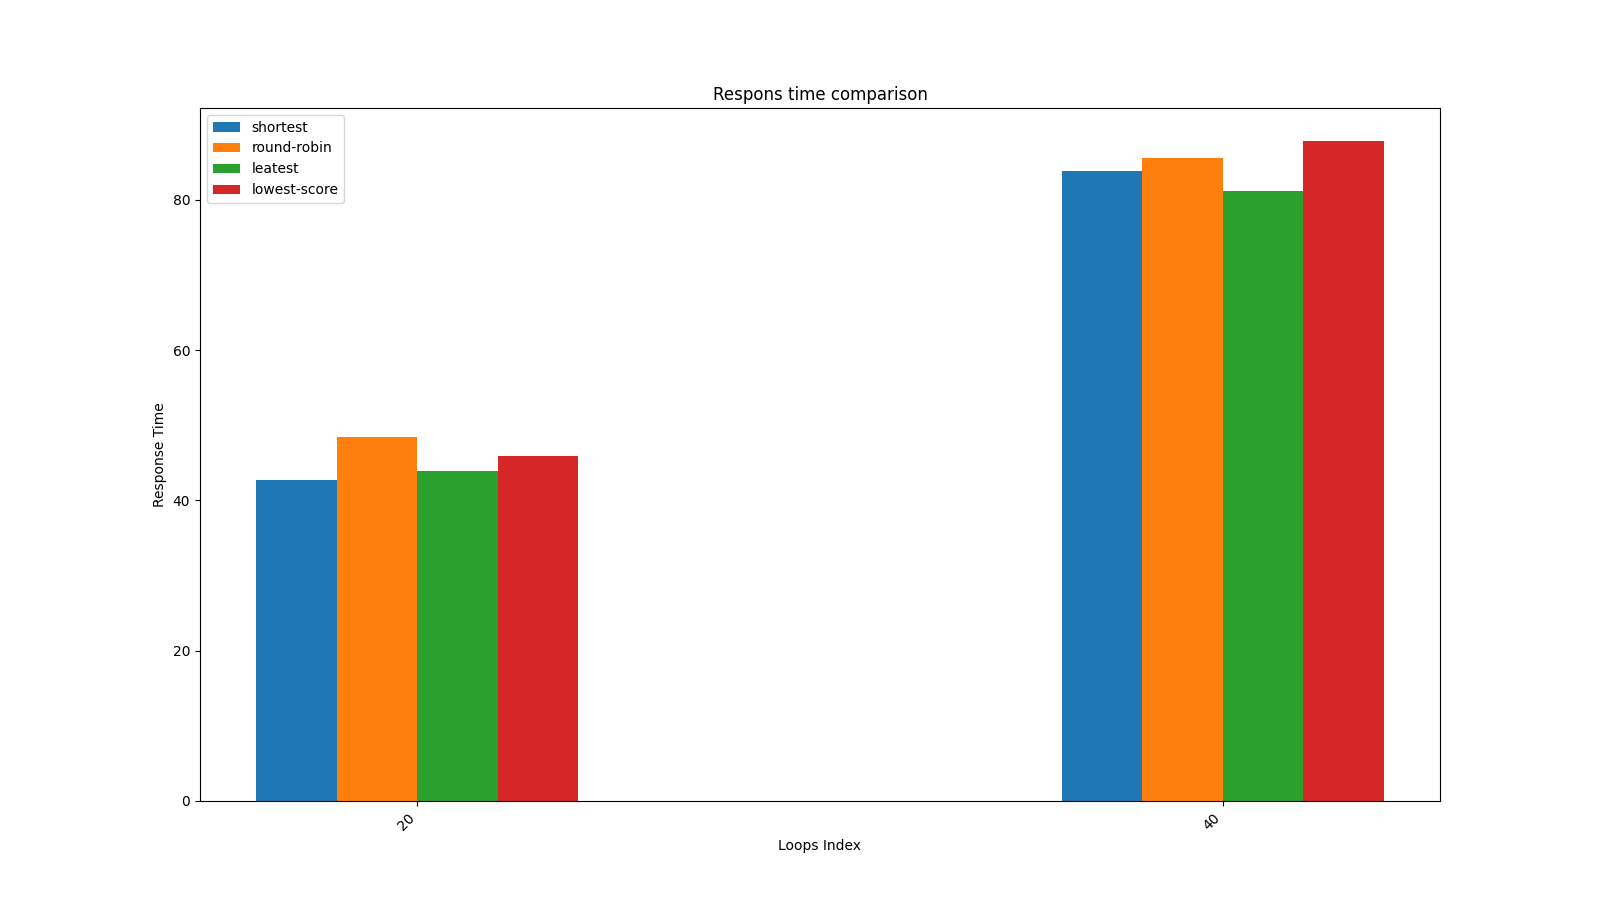 Respons time comparison
shortest
round-robin
leatest
lowest-score
80
60
40
20
0
Response Time
20
40
Loops Index